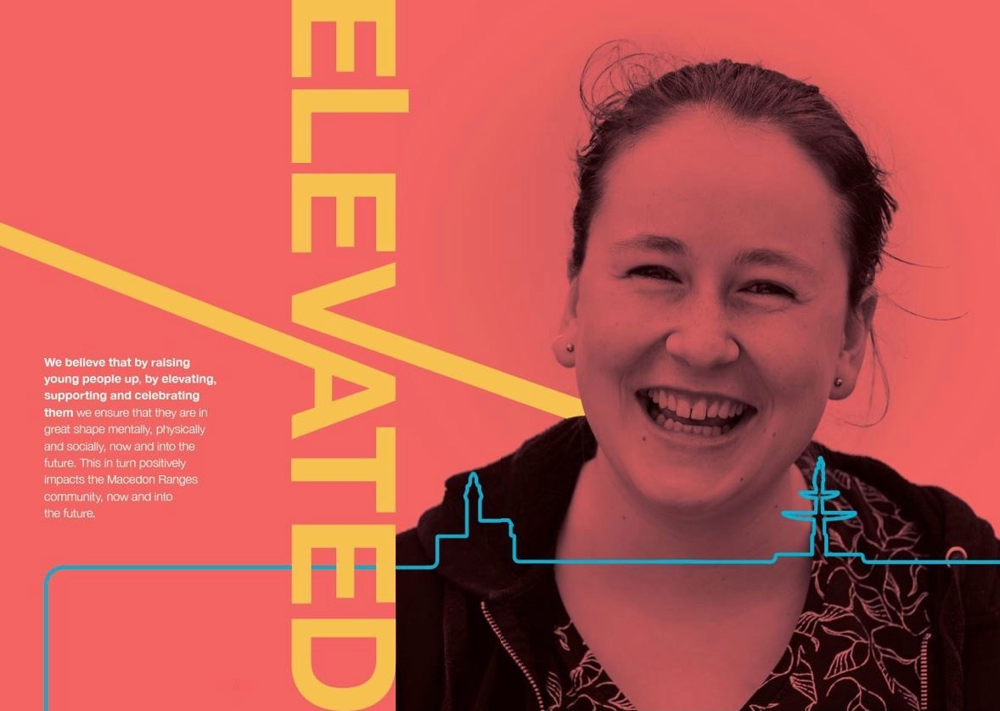 ELEVATED
We believe that by raising
young people up, by elevating,
supporting and celebrating
them we ensure that they are in
great shape mentally, physically
and socially, now and into the
future. This in turn positively
impacts the Macedon Ranges
community, now and into
the future.